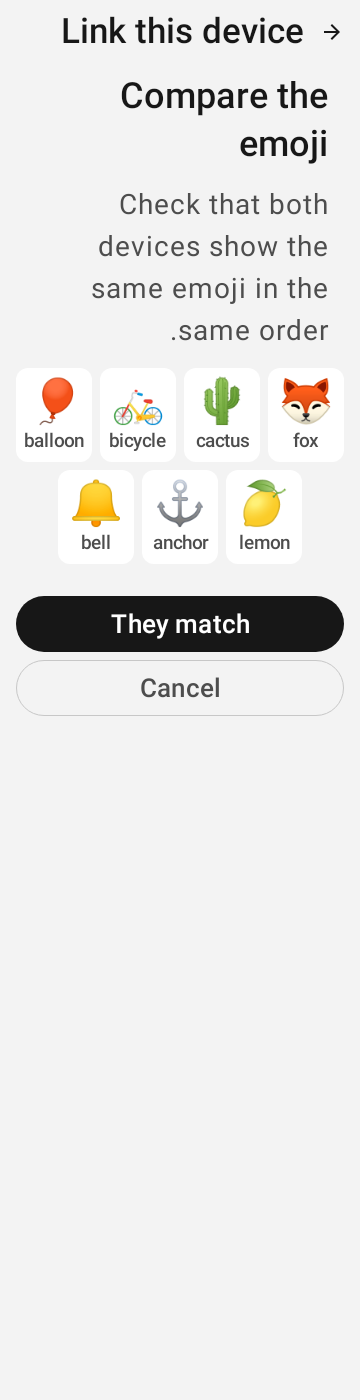 Link this device
Compare the
emoji
Check that both
devices show the
same emoji in the
.same order
fox
cactus
bicycle
balloon
lemon
anchor
bell
They match
Cancel